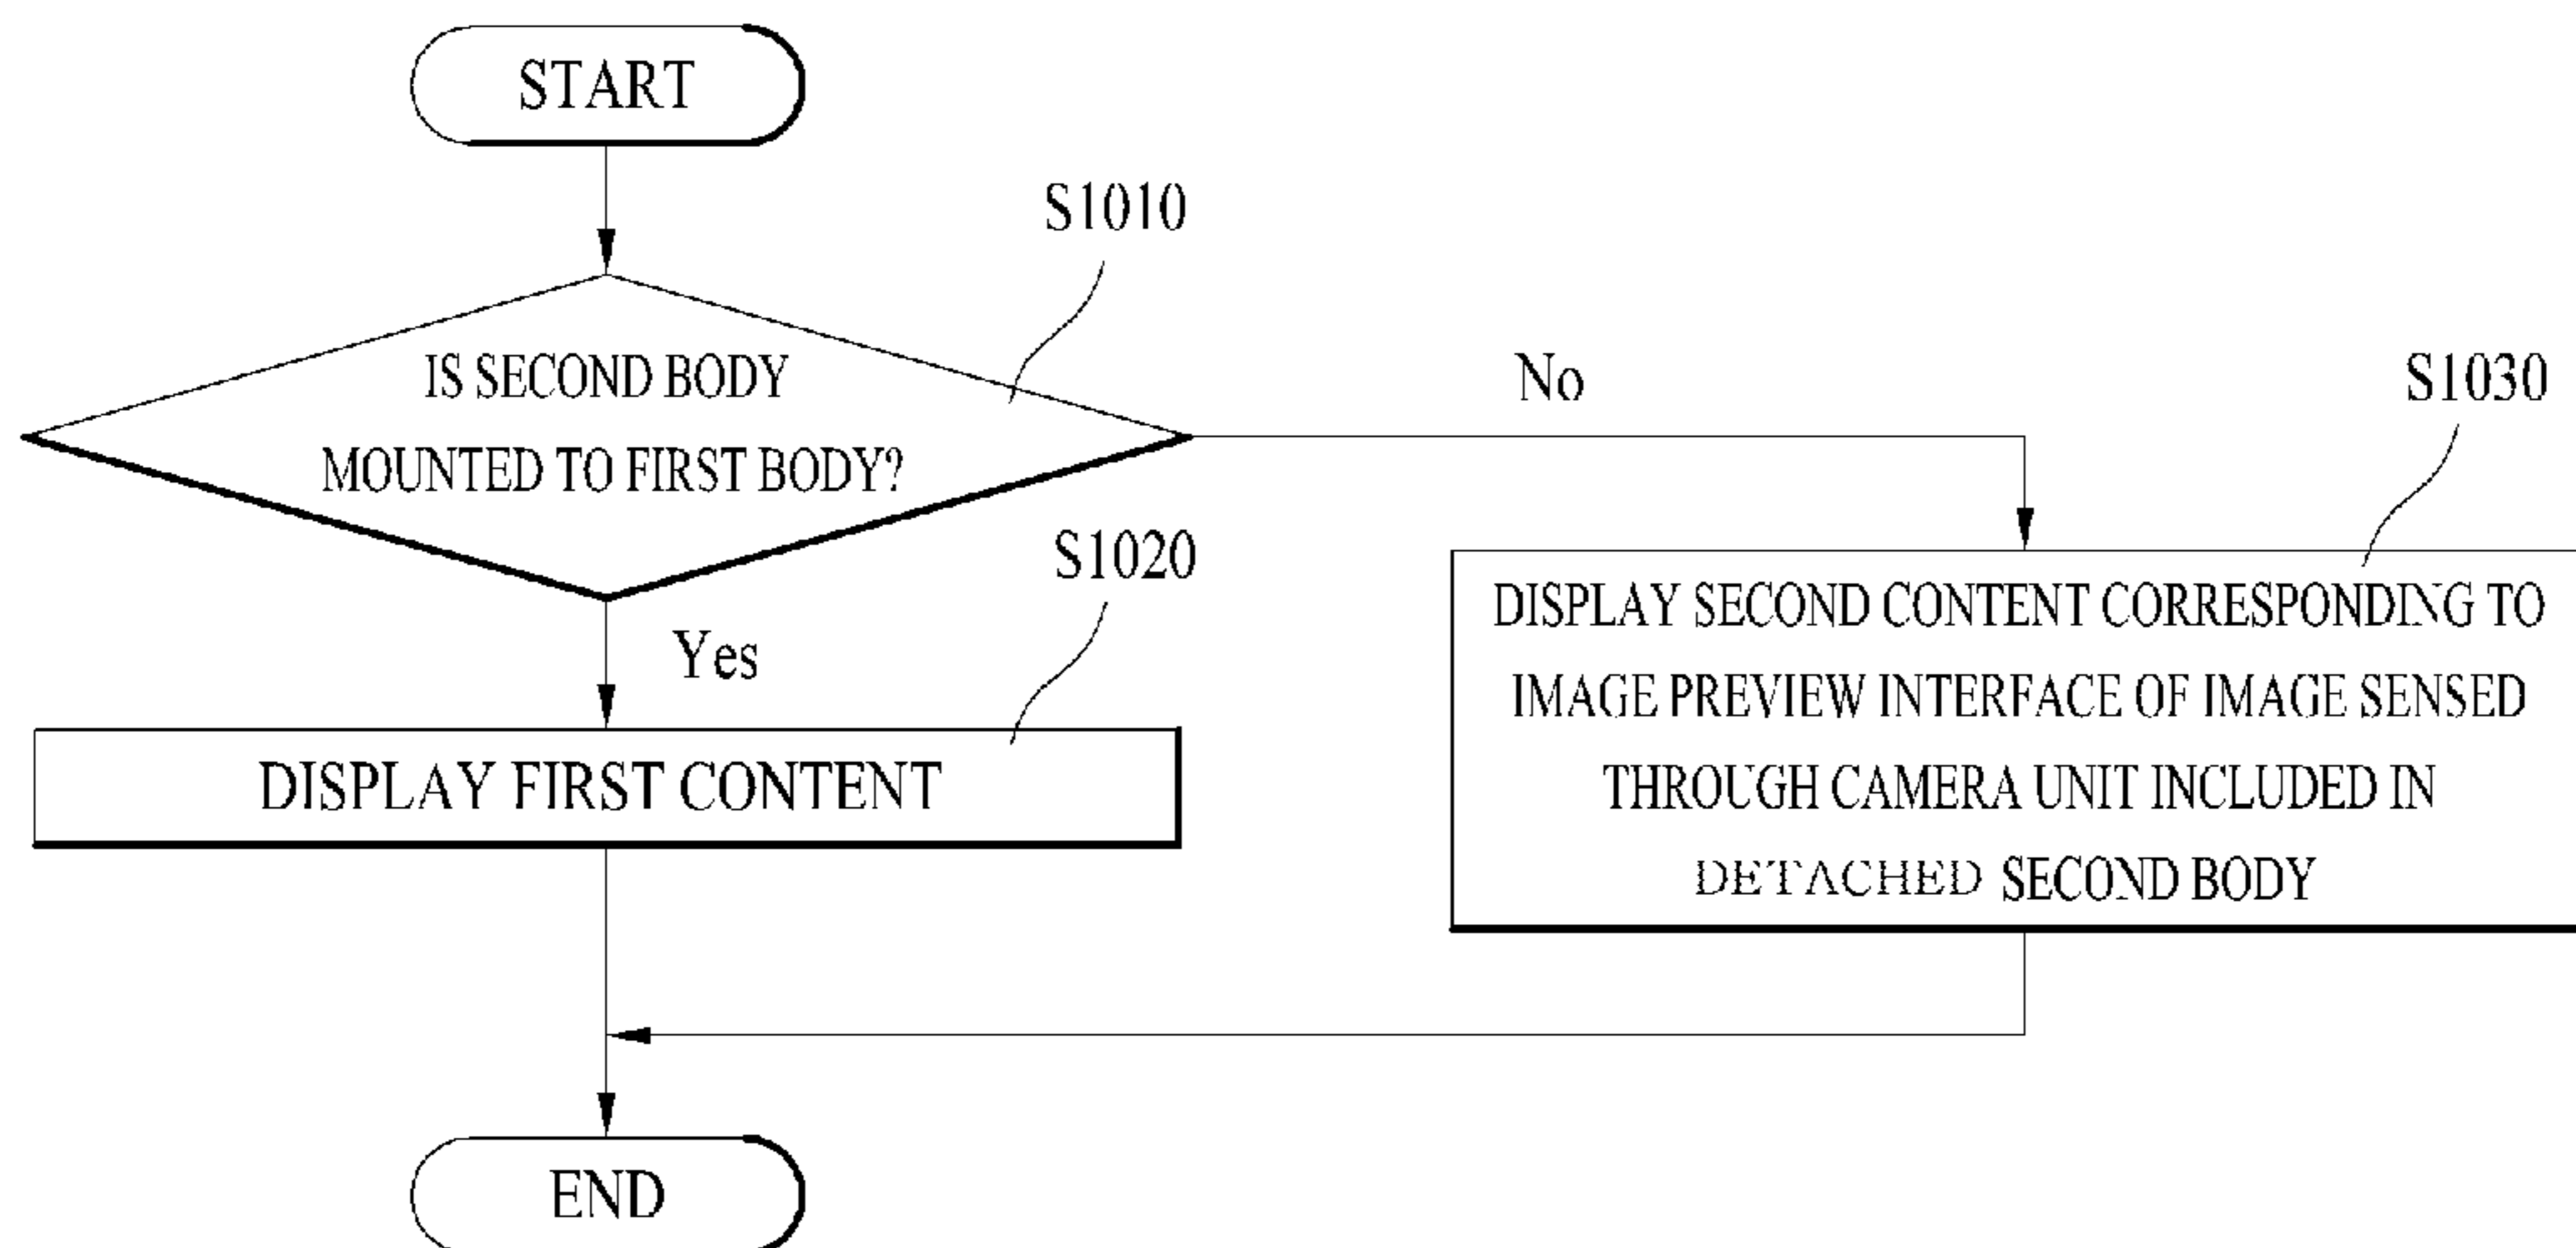 START
S1010
IS SECOND BODY
MOUNTED TO FIRST BODY?
No
S1030
Yes
S1020
DISPLAY FIRST CONTENT
DISPLAY SECOND CONTENT CORRESPONDING TO
IMAGE PREVIEW INTERFACE OF IMAGE SENSED
THROUGH CAMERA UNIT INCLUDED IN
DETACHED SECOND BODY
END